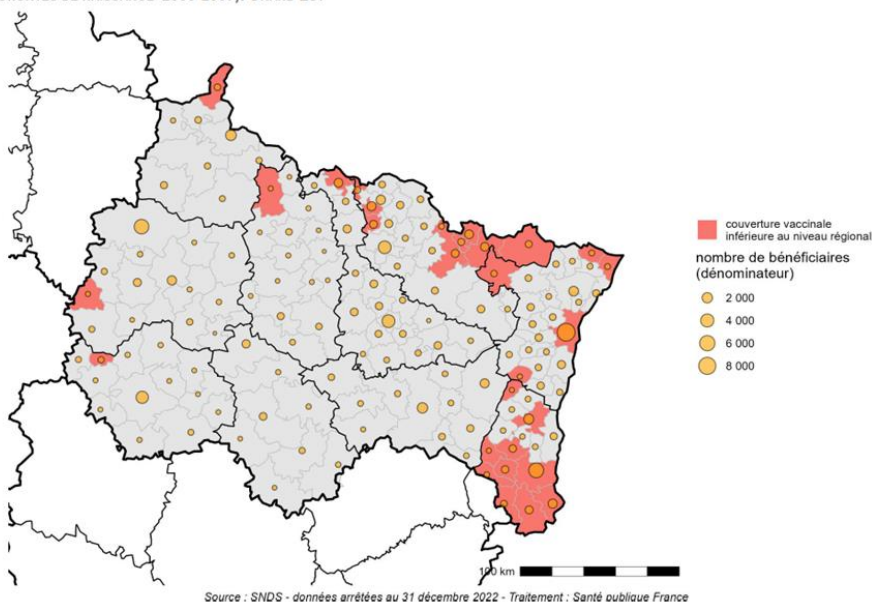 couverture vaccinale
inférieure au niveau régional
nombre de bénéficiaires
(dénominateur)
2 000
4 000
6 000
8 000
100 km
Source : SNDS - données arrêtées au 31 décembre 2022 - Traitement : Santé publique France